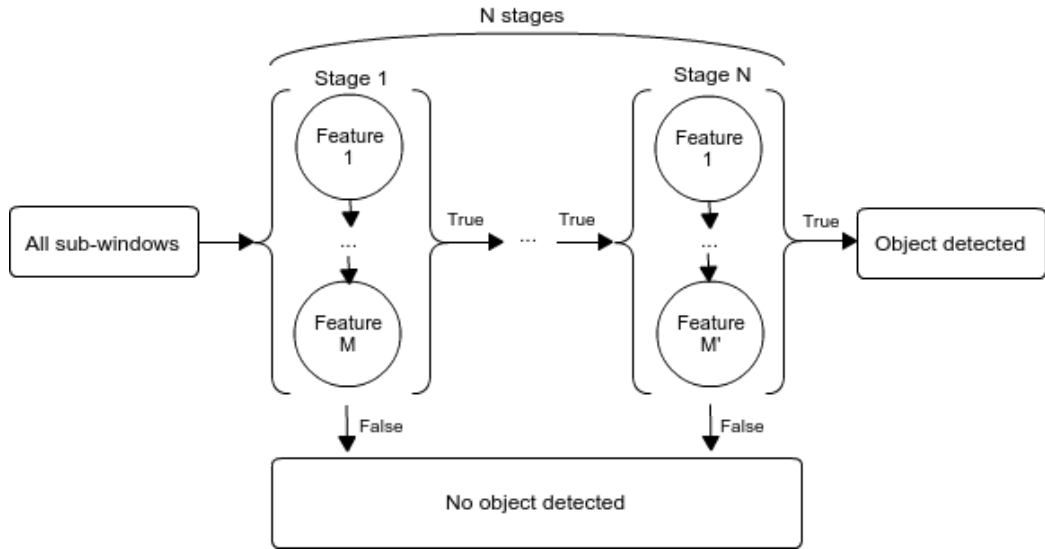 N stages
Stage 1
Stage N
Feature
1
Feature
1
All sub-windows
...
True
...
True
...
True
Object detected
Feature
M
Feature
M'
False
False
No object detected